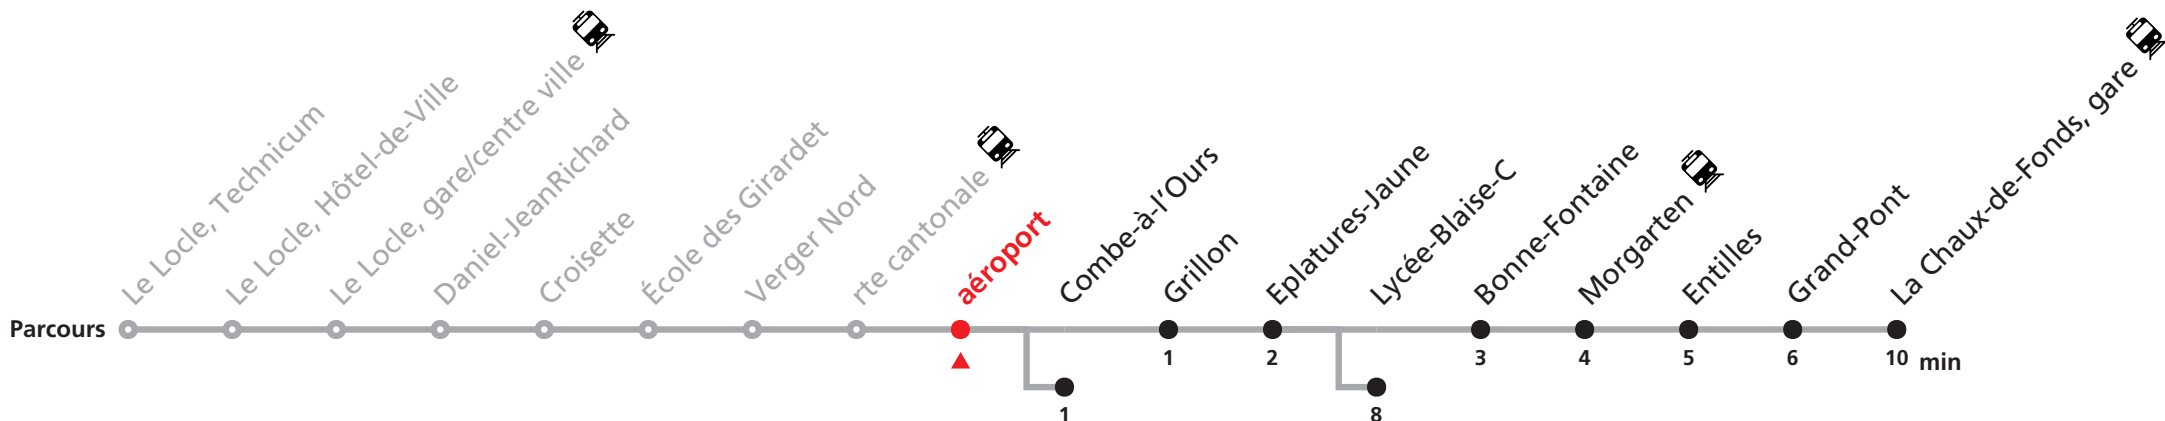 Le Locle, Technicum
Le Locle, Hôtel-de-Ville
Le Locle, gare/centre ville
Daniel-JeanRichard
Croisette
École des Girardet
Verger Nord
rte cantonale
aéroport
Combe-à-l'Ours
Grillon
Eplatures-Jaune
Lycée-Blaise-C
Bonne-Fontaine
Morgarten
Entilles
Grand-Pont
La Chaux-de-Fonds, gare
Parcours
1 2 3 4 5 6 10 min
1 8